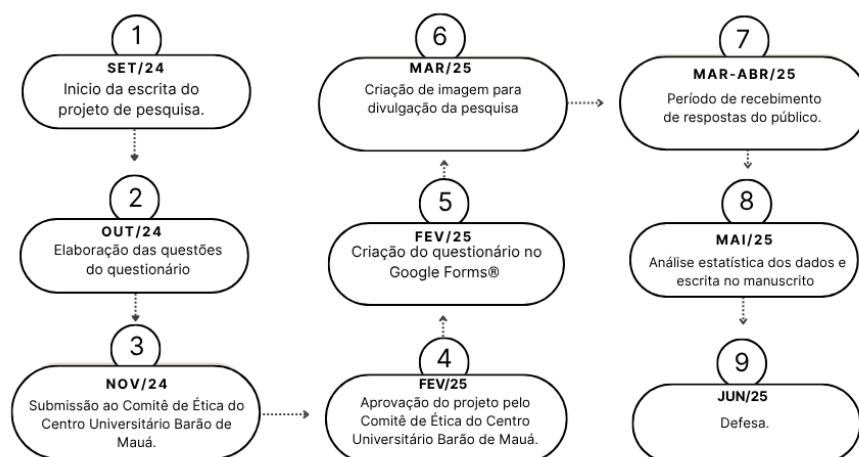 1
SET/24
Inicio da escrita do
projeto de pesquisa.
2
OUT/24
Elaboração das questões
do questionário
3
NOV/24
Submissão ao Comitê de Ética do
Centro Universitário Barão de
Mauá.
4
FEV/25
Aprovação do projeto pelo
Comitê de Ética do Centro
Universitário Barão de Mauá.
5
FEV/25
Criação do questionário no
Google Forms®
6
MAR/25
Criação de imagem para
divulgação da pesquisa
7
MAR-ABR/25
Período de recebimento
de respostas do público.
8
MAI/25
Análise estatística dos dados e
escrita no manuscrito
9
JUN/25
Defesa.